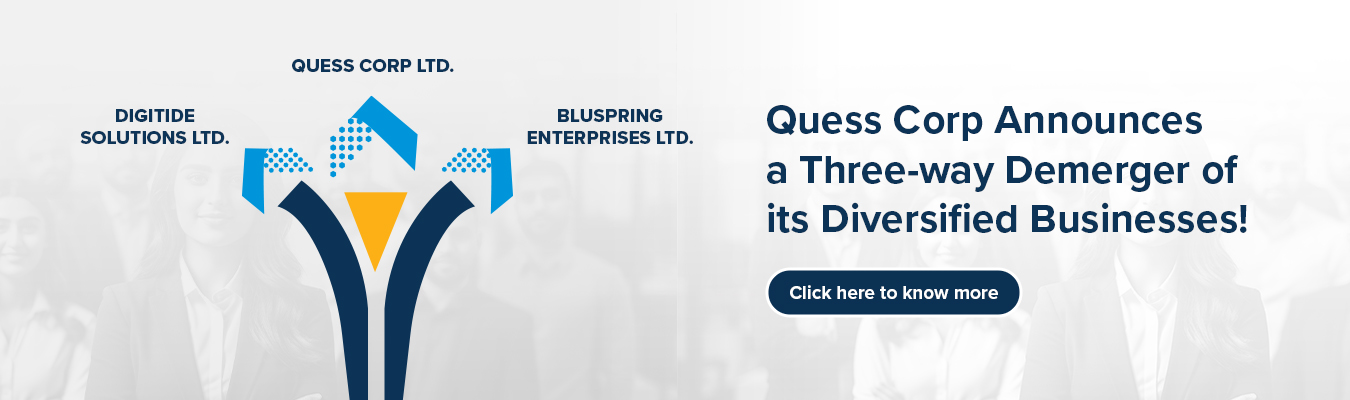 QUESS CORP LTD.
DIGITIDE
SOLUTIONS LTD.
BLUSPRING
ENTERPRISES LTD.
Quess Corp Announces
a Three-way Demerger of
its Diversified Businesses!
Click here to know more